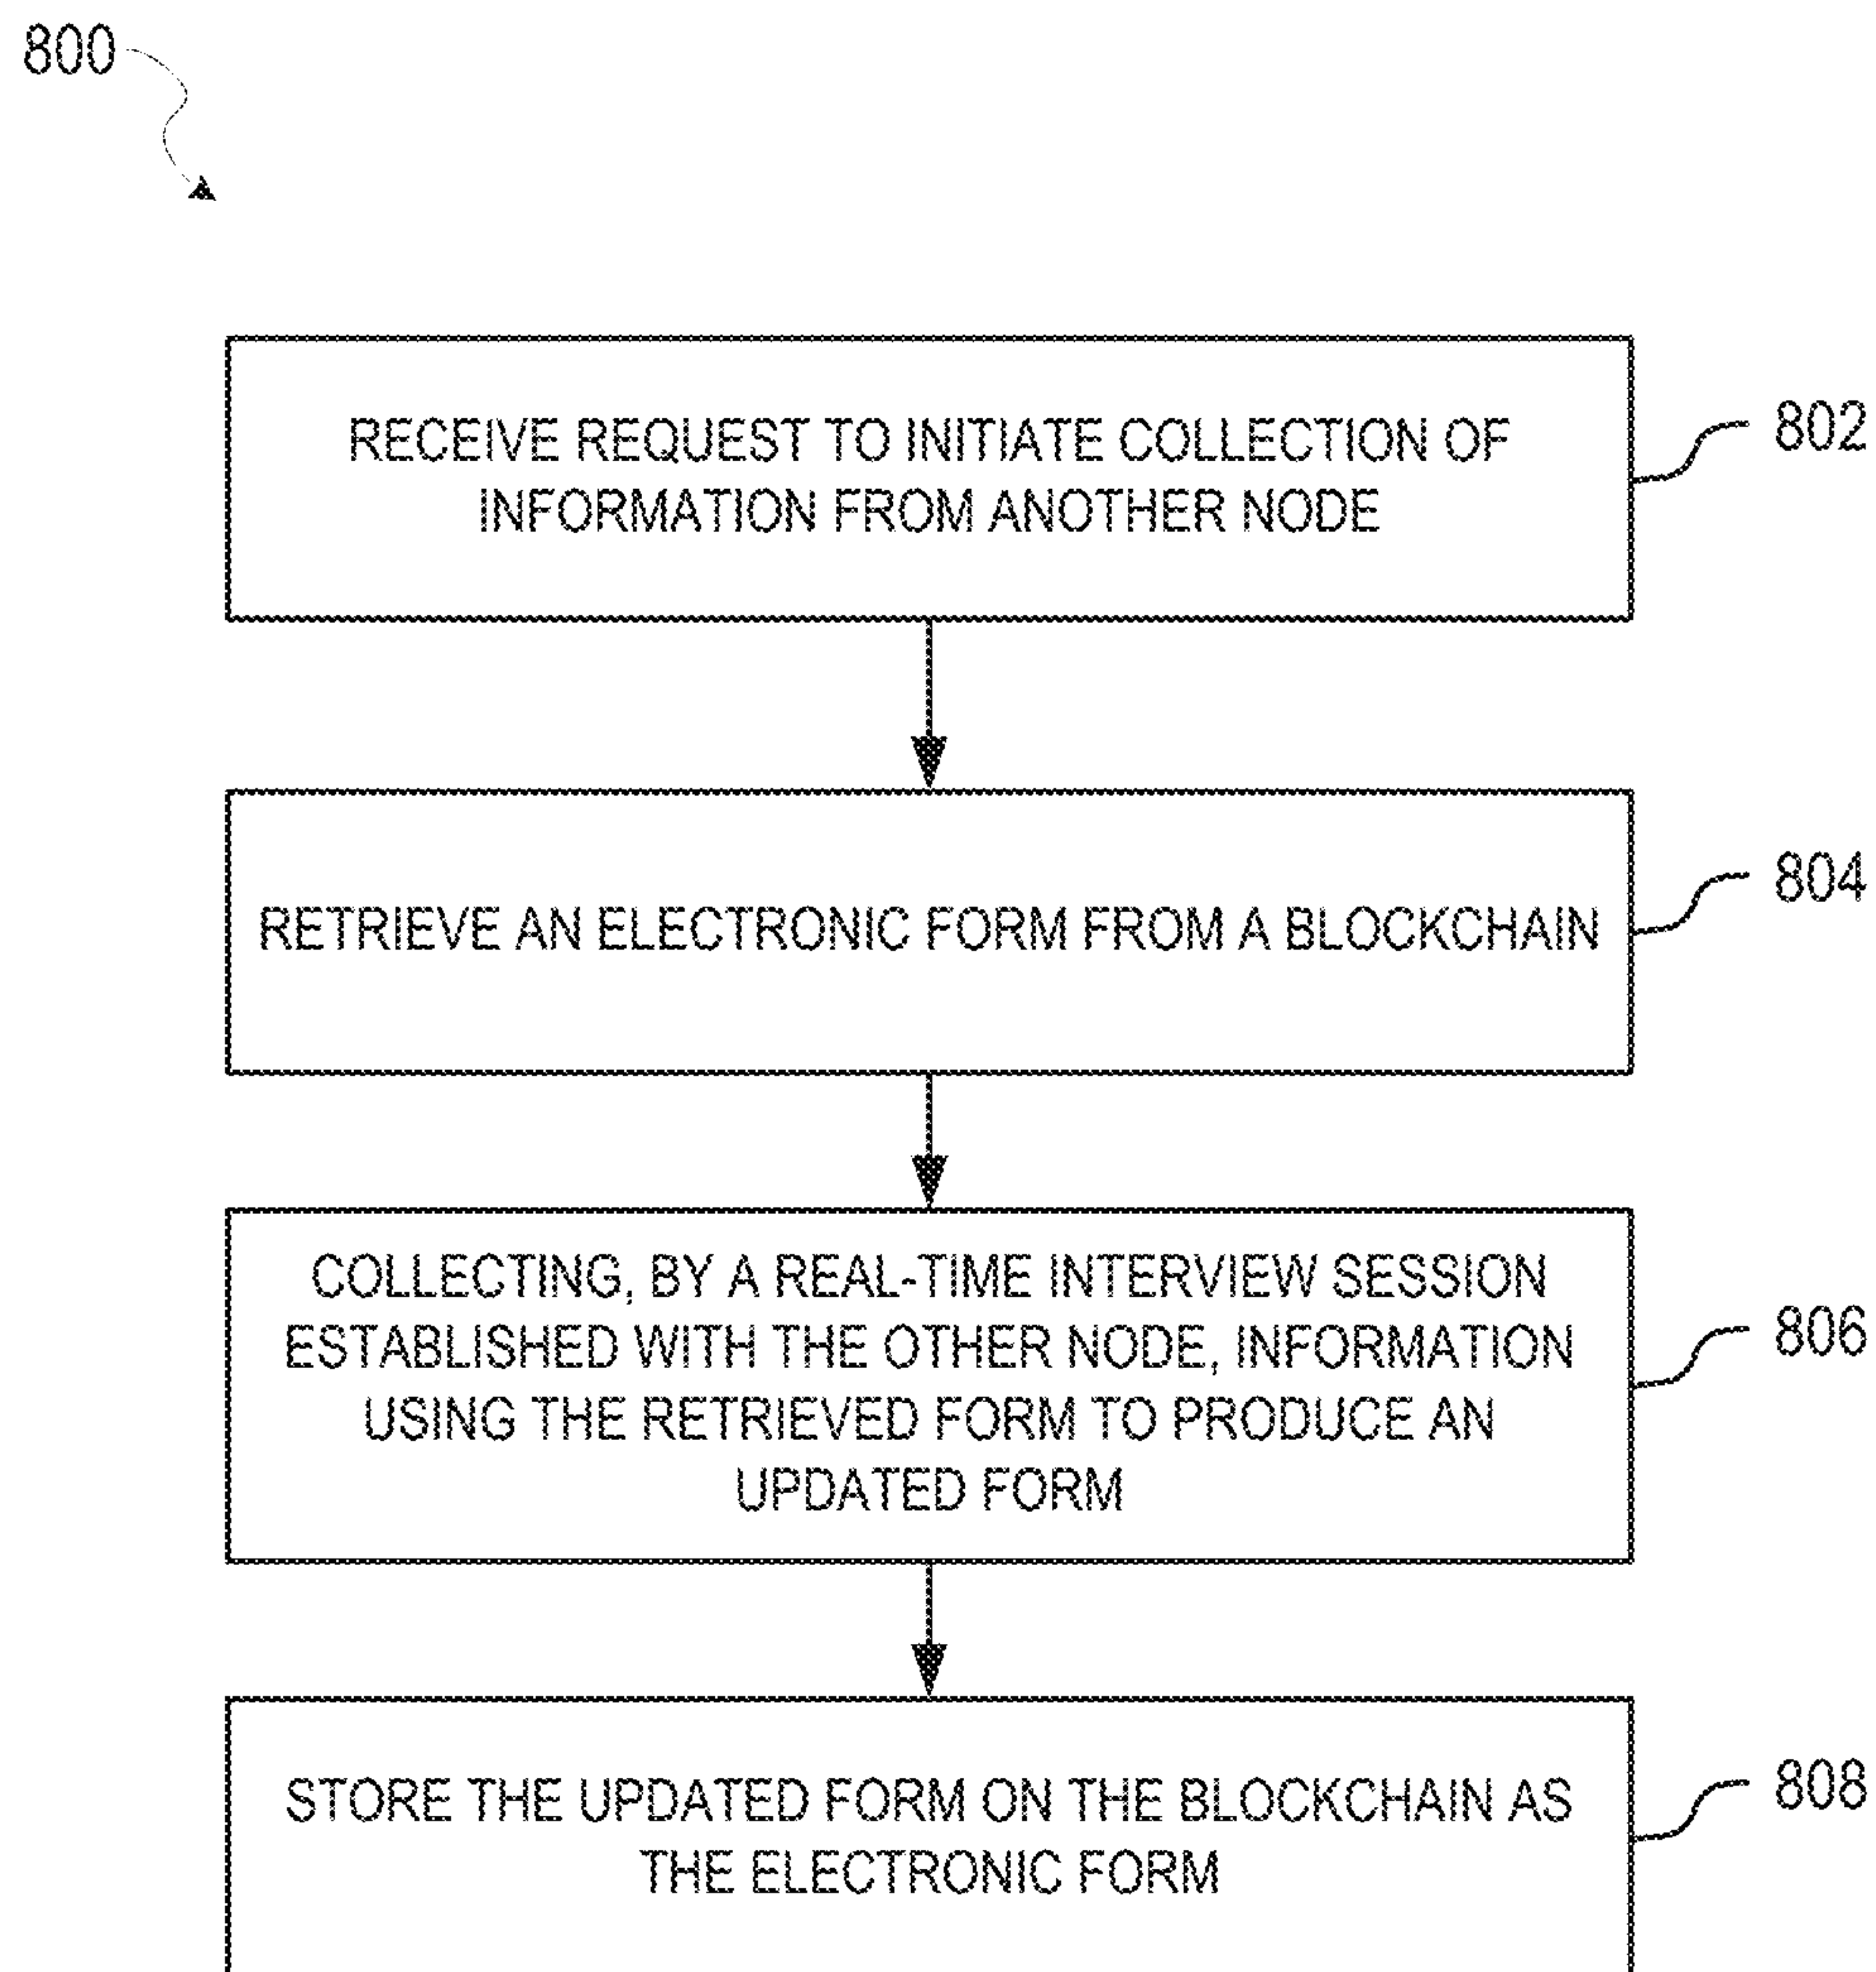 800
RECEIVE REQUEST TO INITIATE COLLECTION OF
INFORMATION FROM ANOTHER NODE
802
RETRIEVE AN ELECTRONIC FORM FROM A BLOCKCHAIN
804
COLLECTING, BY A REAL-TIME INTERVIEW SESSION
ESTABLISHED WITH THE OTHER NODE, INFORMATION
USING THE RETRIEVED FORM TO PRODUCE AN
UPDATED FORM
806
STORE THE UPDATED FORM ON THE BLOCKCHAIN AS
THE ELECTRONIC FORM
808